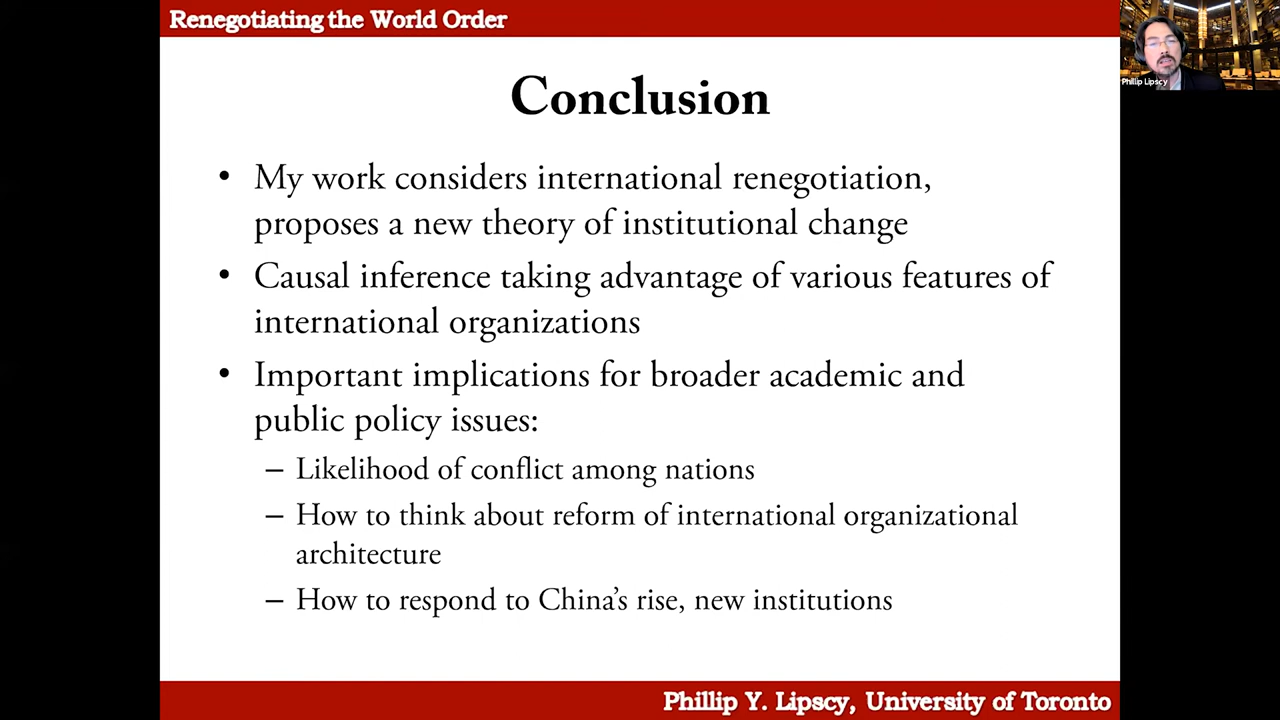 Renegotiating the World Order
Phillip Lipscy
Conclusion
• My work considers international renegotiation,
proposes a new theory of institutional change
• Causal inference taking advantage of various features of
international organizations
• Important implications for broader academic and
public policy issues:
– Likelihood of conflict among nations
– How to think about reform of international organizational
architecture
– How to respond to China’s rise, new institutions
Phillip Y. Lipscy, University of Toronto